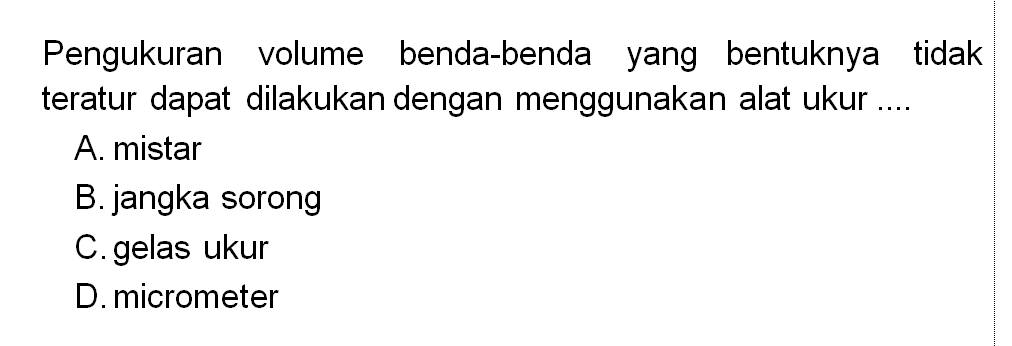 Pengukuran volume benda-benda yang bentuknya tidak
teratur dapat dilakukan dengan menggunakan alat ukur ....
A. mistar
B. jangka sorong
C. gelas ukur
D. micrometer